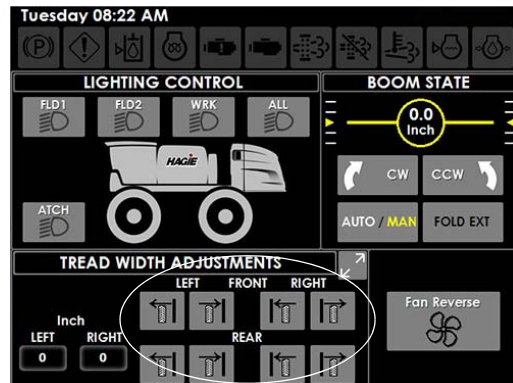 Tuesday 08:22 AM
LIGHTING CONTROL
FLD1 FLD2 WRK ALL
HAGIE
ATCH
BOOM STATE
0.0
Inch
CW CCW
AUTO / MAN FOLD EXT
TREAD WIDTH ADJUSTMENTS
LEFT FRONT RIGHT
Inch
LEFT RIGHT
0 0
REAR
Fan Reverse